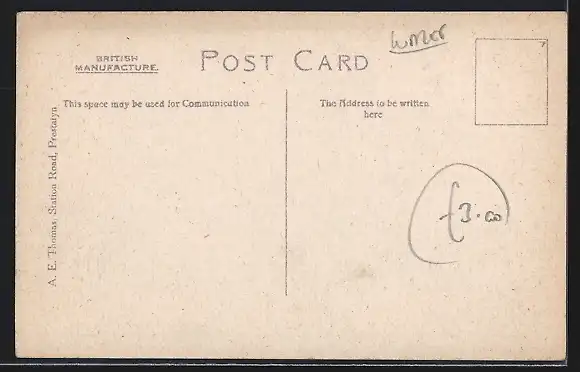 BRITISH
MANUFACTURE.
POST CARD
This space may be used for Communication
The Address to be written
here
A. E. Thomas, Station Road, Prestatyn
£3.00